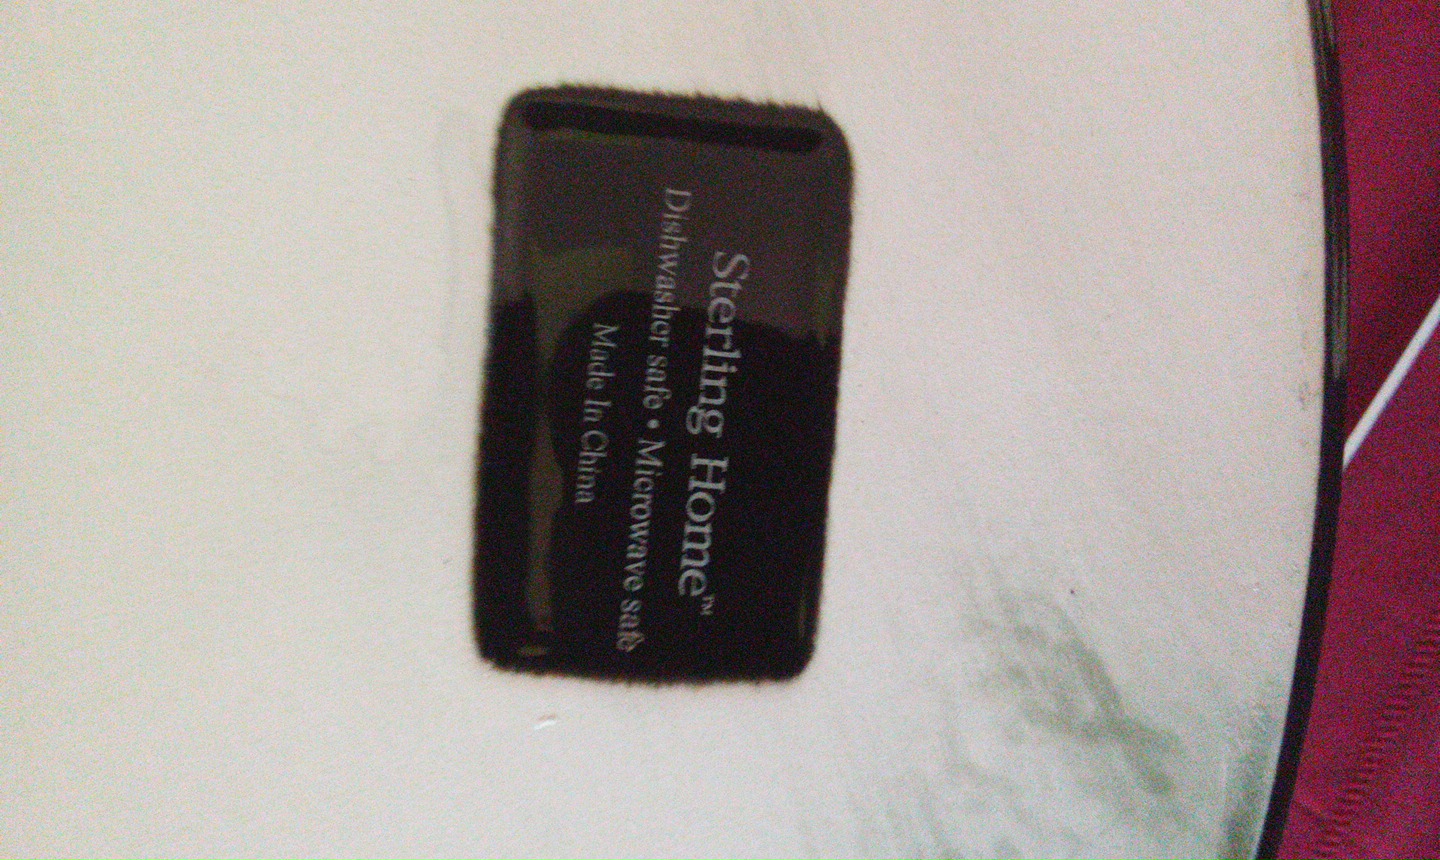 Sterling Home™
Dishwasher safe • Microwave safe
Made In China